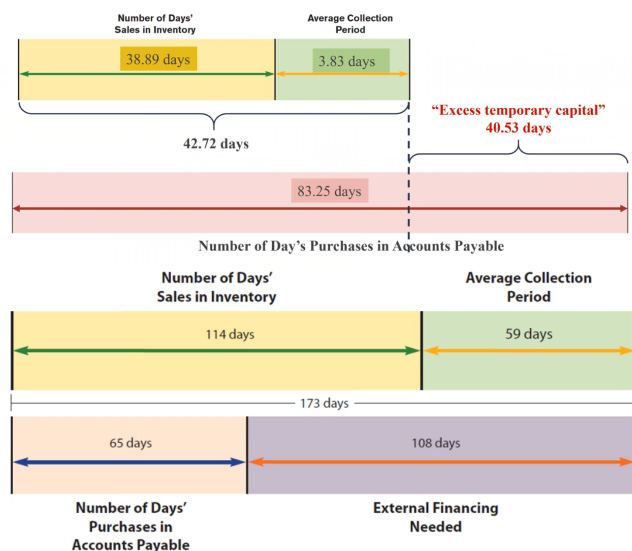 Number of Days'
Sales in Inventory
Average Collection
Period
38.89 days
3.83 days
"Excess temporary capital"
40.53 days
42.72 days
83.25 days
Number of Day's Purchases in Accounts Payable
Number of Days'
Sales in Inventory
Average Collection
Period
114 days
59 days
173 days
65 days
108 days
Number of Days'
Purchases in
Accounts Payable
External Financing
Needed